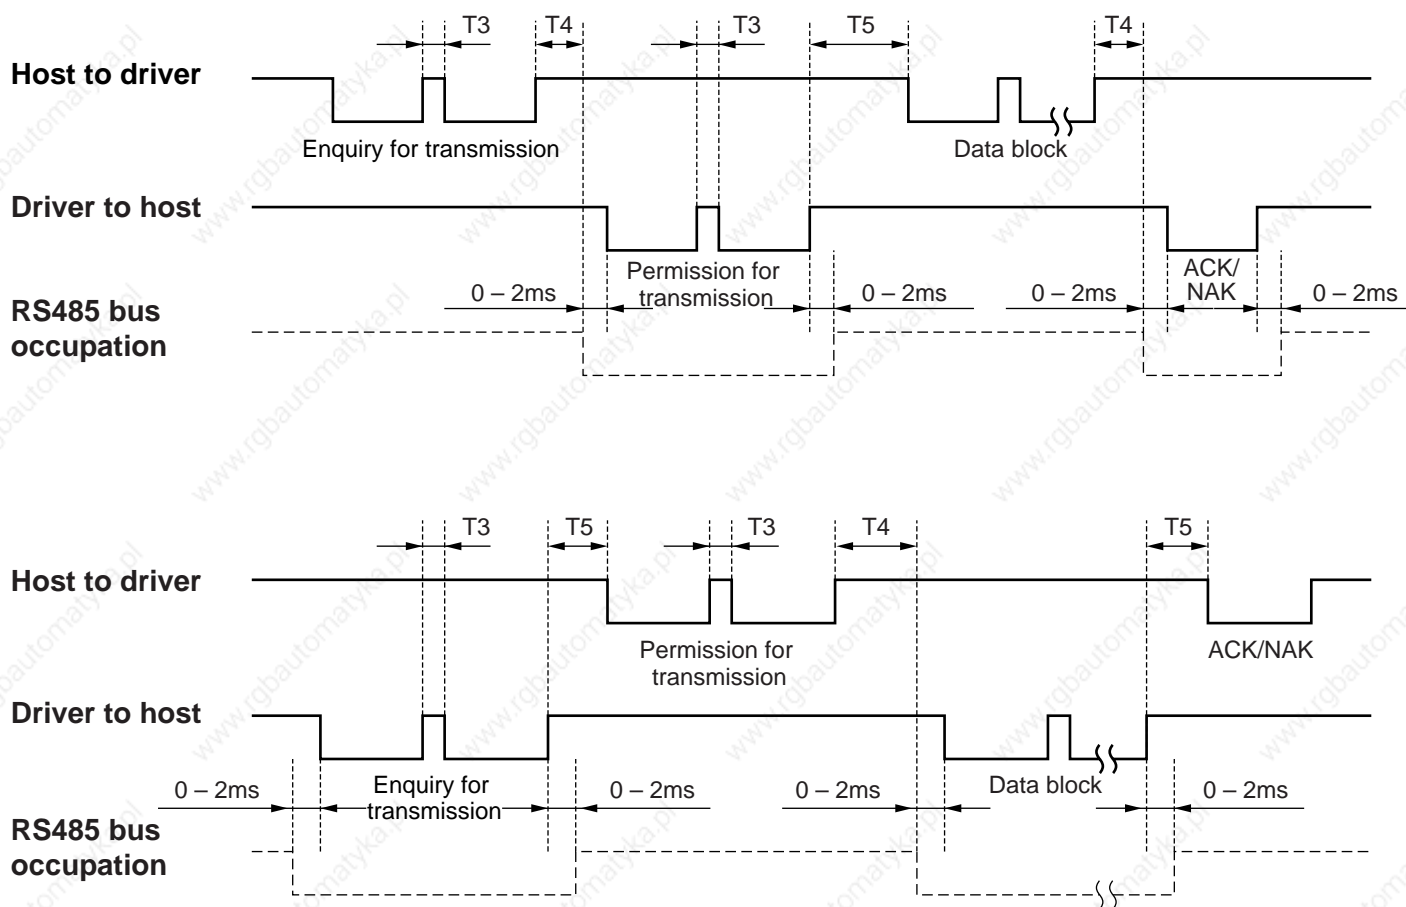 T3 T4 T3 T5 T4
Host to driver
Enquiry for transmission
Data block
Driver to host
Permission for
transmission
ACK/
NAK
0 – 2ms 0 – 2ms 0 – 2ms 0 – 2ms
RS485 bus
occupation
T3 T5 T3 T4 T5
Host to driver
Permission for
transmission
ACK/NAK
Driver to host
Enquiry for
transmission
Data block
0 – 2ms 0 – 2ms 0 – 2ms 0 – 2ms
RS485 bus
occupation
www.rgbautomatyka.pl